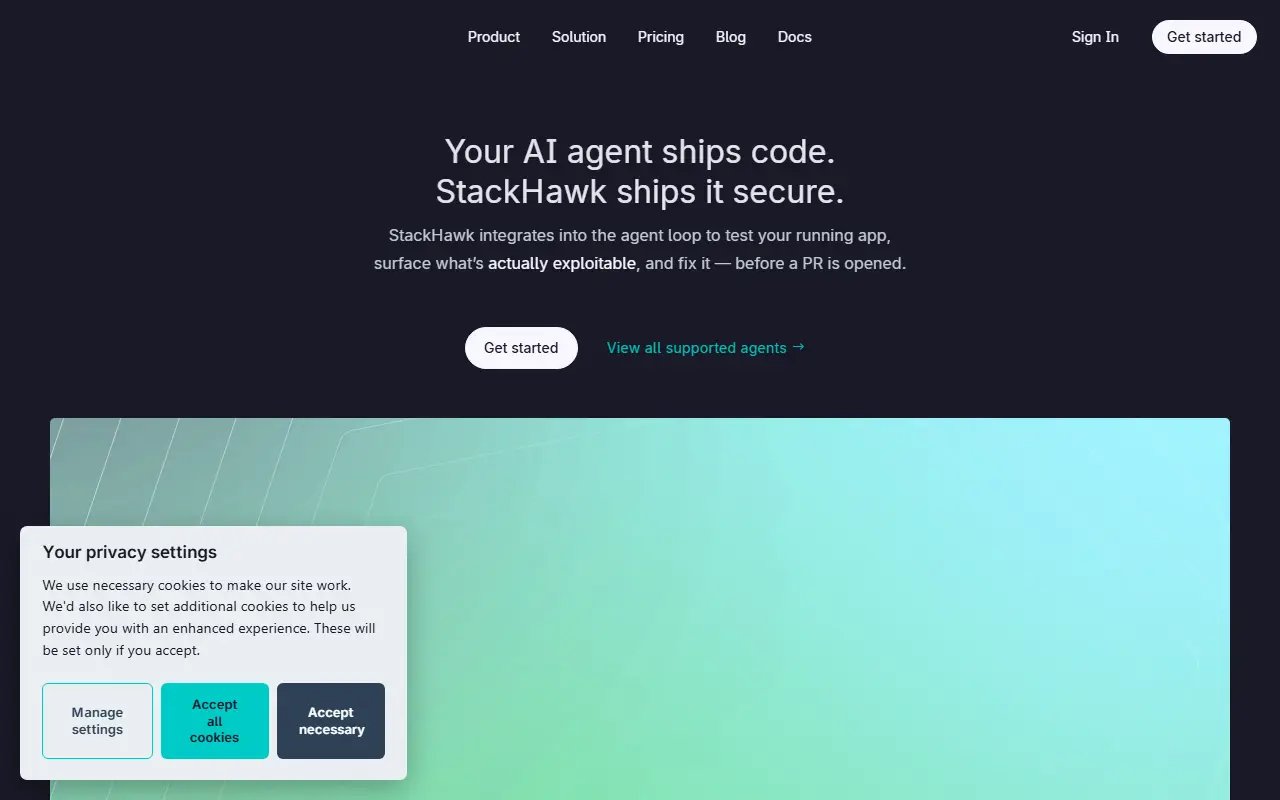 Product
Solution
Pricing
Blog
Docs
Sign In
Get started
Your AI agent ships code.
StackHawk ships it secure.
StackHawk integrates into the agent loop to test your running app,
surface what's actually exploitable, and fix it — before a PR is opened.
Get started
View all supported agents →
Your privacy settings
We use necessary cookies to make our site work.
We'd also like to set additional cookies to help us
provide you with an enhanced experience. These will
be set only if you accept.
Manage
settings
Accept
all
cookies
Accept
necessary